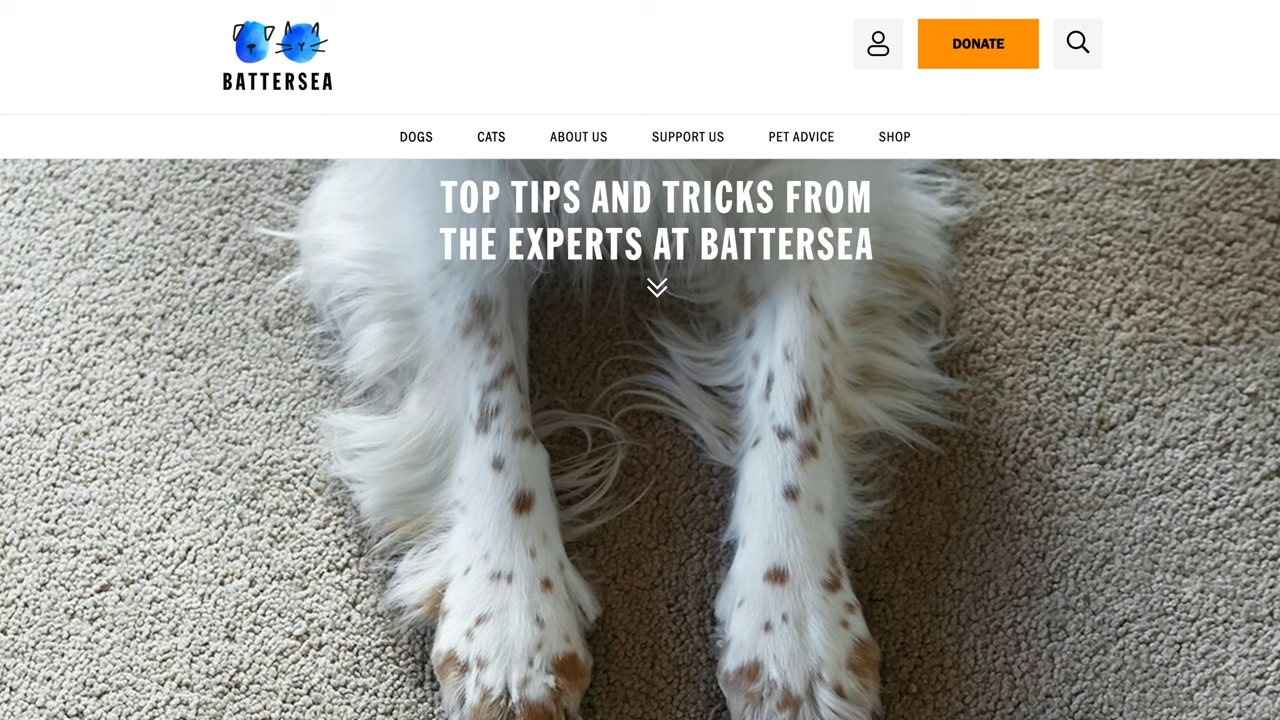 BATTERSEA
DONATE
DOGS
CATS
ABOUT US
SUPPORT US
PET ADVICE
SHOP
TOP TIPS AND TRICKS FROM
THE EXPERTS AT BATTERSEA